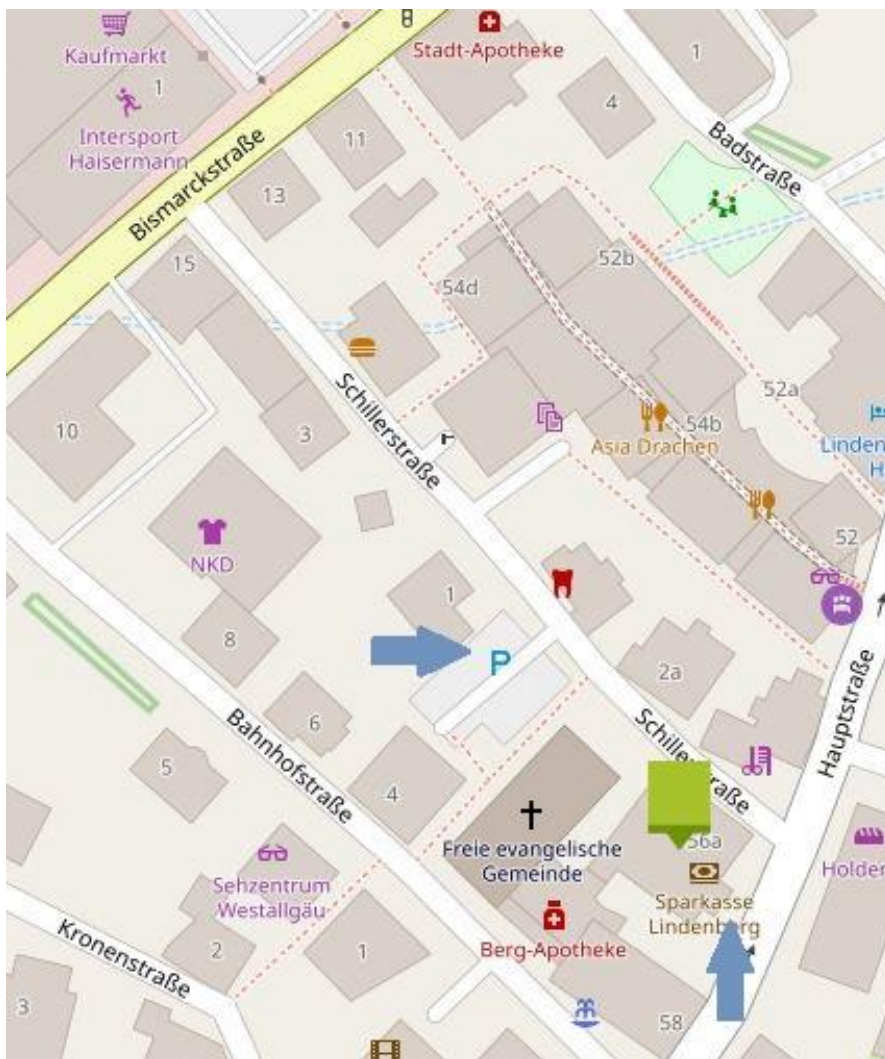 Kaufmarkt
1
Intersport
Haisermann
Stadt-Apotheke
1
4
11
13
Bismarckstraße
Badstraße
15
52b
54d
10
3
Schillerstraße
52a
54b
Asia Drachen
Linden
H
NKD
52
1
8
P
2a
6
Bahnhofstraße
Schillerstraße
Hauptstraße
5
4
56a
Freie evangelische
Gemeinde
Holder
Sehzentrum
Westallgäu
Sparkasse
Lindenberg
Kronenstraße
2
1
Berg-Apotheke
3
58